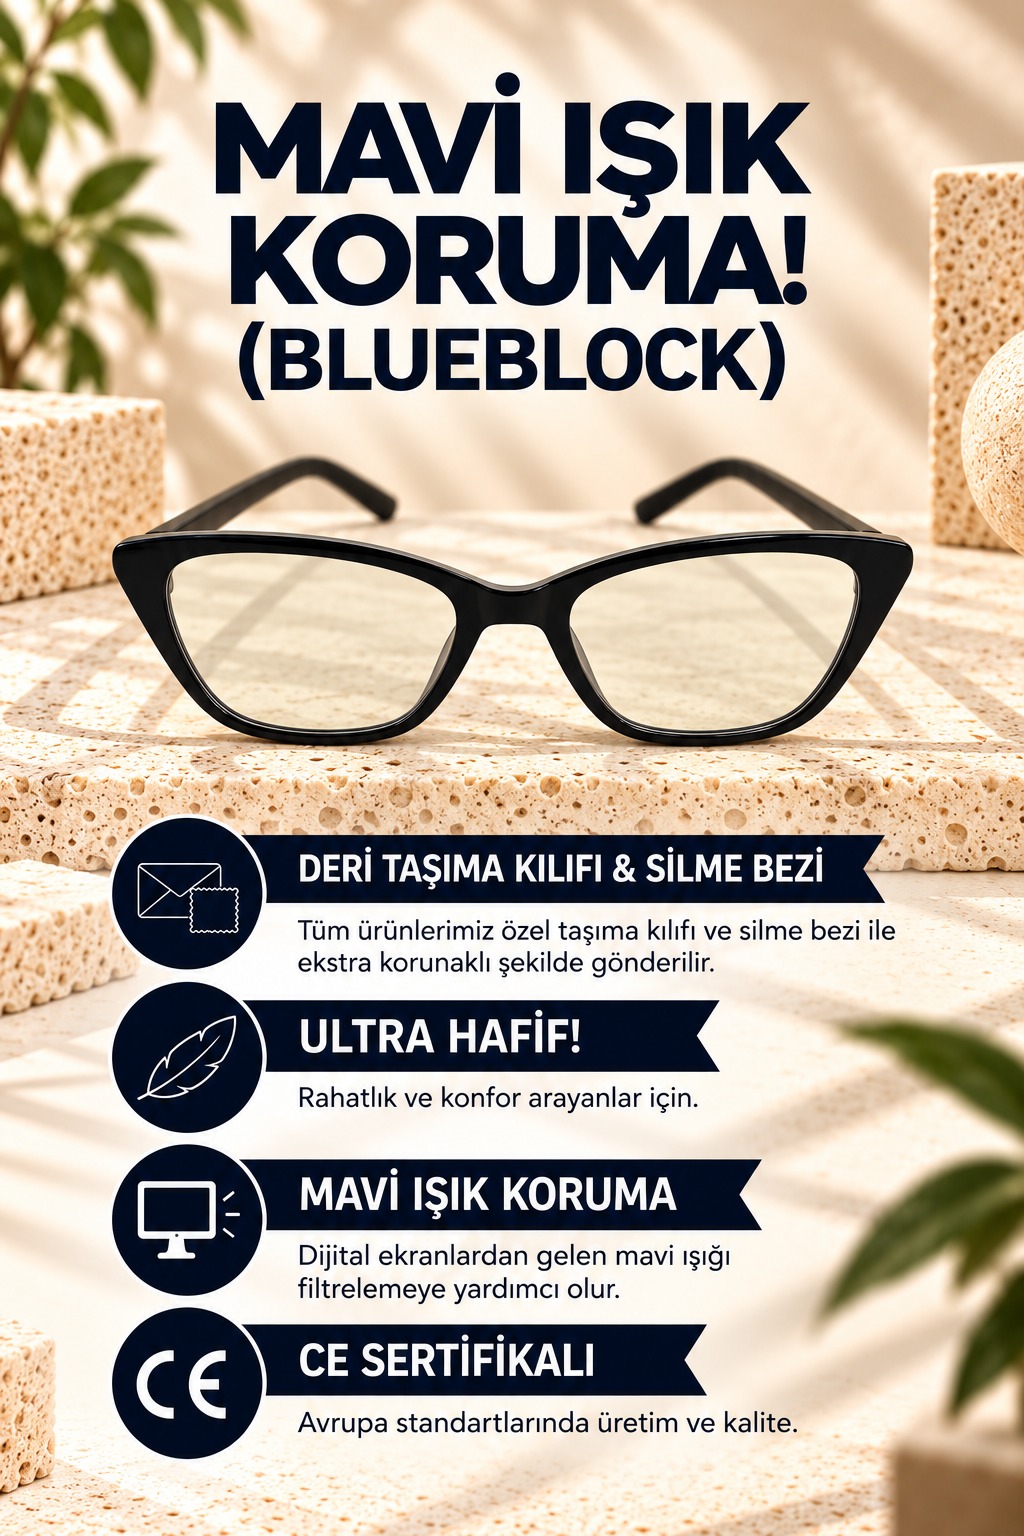 MAVİ IŞIK
KORUMA!
(BLUEBLOCK)
DERİ TAŞIMA KILIFI & SİLME BEZİ
Tüm ürünlerimiz özel taşıma kılıfı ve silme bezi ile
ekstra korunaklı şekilde gönderilir.
ULTRA HAFİF!
Rahatlık ve konfor arayanlar için.
MAVİ IŞIK KORUMA
Dijital ekranlardan gelen mavi ışığı
filtrelemeye yardımcı olur.
CE
CE SERTİFİKALI
Avrupa standartlarında üretim ve kalite.